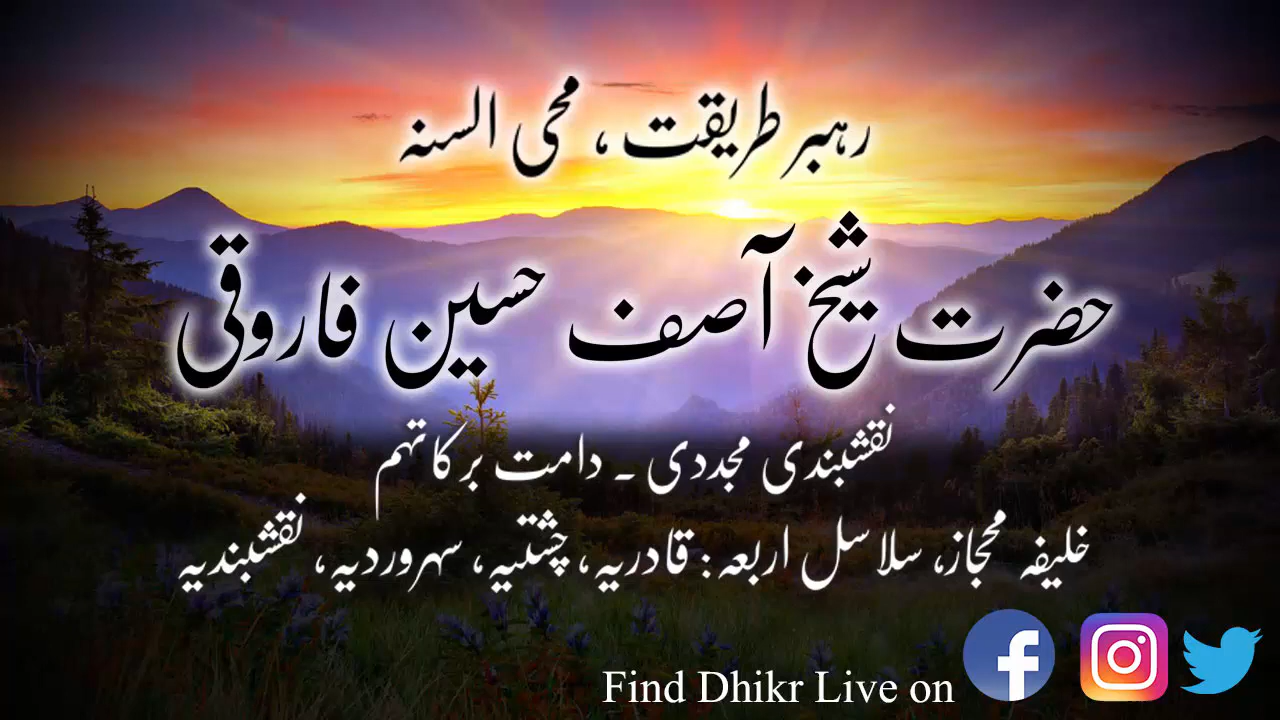 رہبر طریقت، محی السنہ
حضرت شیخ آصف حسین فاروقی
نقشبندی مجددی ۔ دامت برکاتہم
خلیفہ مجاز، سلاسل اربعہ: قادریہ، چشتیہ، سہروردیہ، نقشبندیہ
Find Dhikr Live on